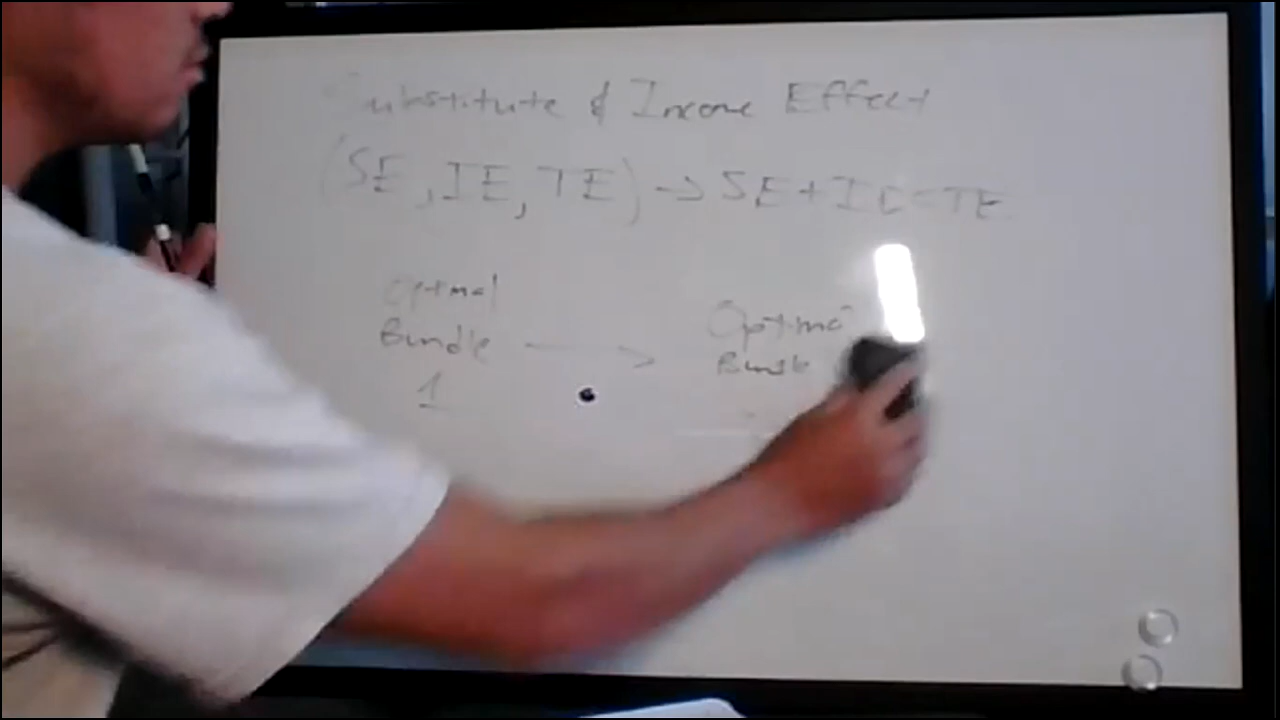 Substitute & Income Effect
(SE, IE, TE) → SE + IE = TE
Optimal
Bundle →
1
Optimal
Bundle